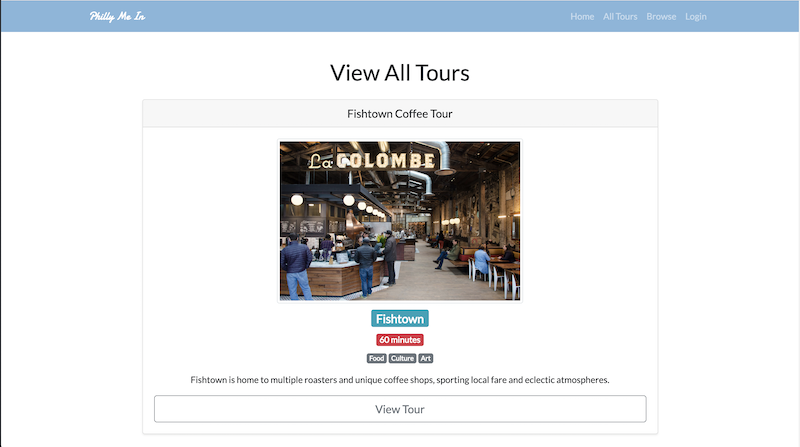 Philly Me In
Home All Tours Browse Login
View All Tours
Fishtown Coffee Tour
La COLOMBE
Fishtown
60 minutes
Food Culture Art
Fishtown is home to multiple roasters and unique coffee shops, sporting local fare and eclectic atmospheres.
View Tour